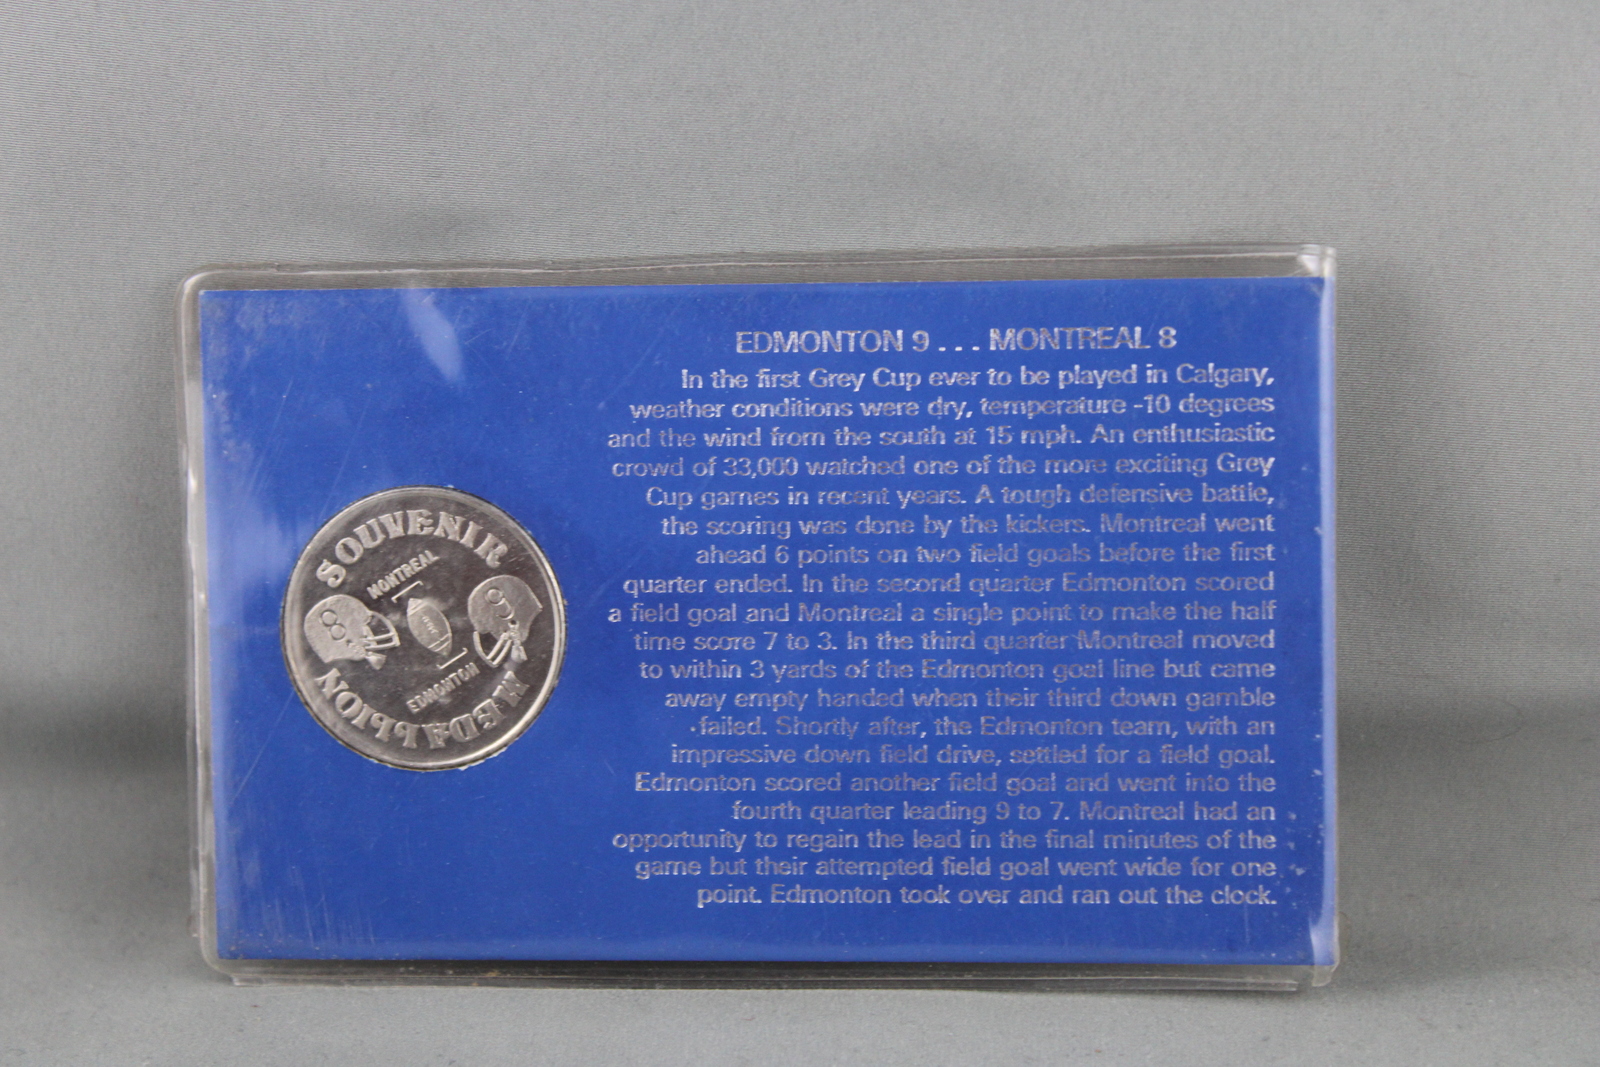 EDMONTON 9 . . . MONTREAL 8
In the first Grey Cup ever to be played in Calgary,
weather conditions were dry, temperature -10 degrees
and the wind from the south at 15 mph. An enthusiastic
crowd of 33,000 watched one of the more exciting Grey
Cup games in recent years. A tough defensive battle,
the scoring was done by the kickers. Montreal went
ahead 6 points on two field goals before the first
quarter ended. In the second quarter Edmonton scored
a field goal and Montreal a single point to make the half
time score 7 to 3. In the third quarter Montreal moved
to within 3 yards of the Edmonton goal line but came
away empty handed when their third down gamble
failed. Shortly after, the Edmonton team, with an
impressive down field drive, settled for a field goal.
Edmonton scored another field goal and went into the
fourth quarter leading 9 to 7. Montreal had an
opportunity to regain the lead in the final minutes of the
game but their attempted field goal went wide for one
point. Edmonton took over and ran out the clock.
SOUVENIR
MONTREAL
8
9
EDMONTON
MEDALLION